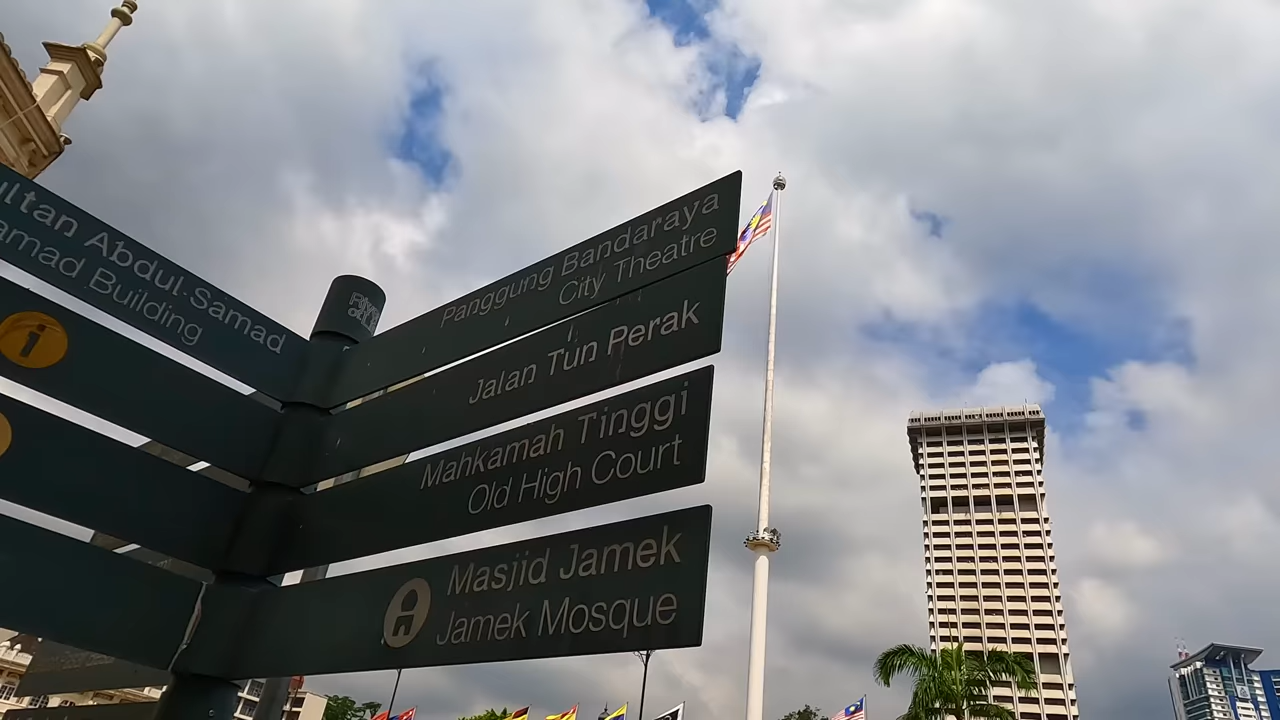 ultan Abdul Samad
amad Building
i
Panggung Bandaraya
City Theatre
Jalan Tun Perak
Mahkamah Tinggi
Old High Court
Masjid Jamek
Jamek Mosque